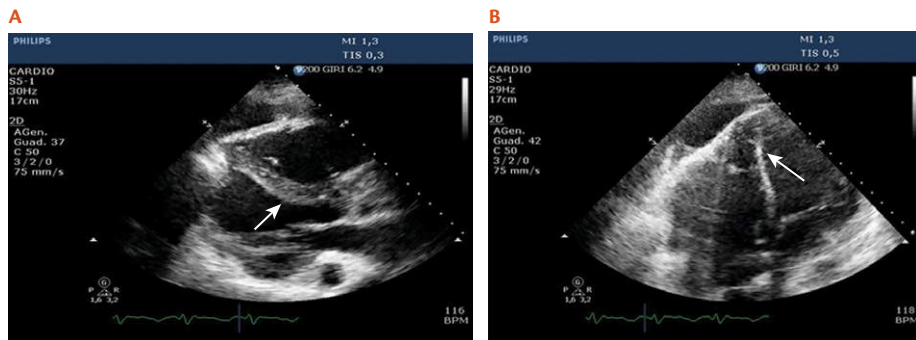 A
PHILIPS
MI 1,3
TIS 0,3
CARDIO
S5-1
30Hz
17cm
2D
AGen.
Guad. 37
C 50
3/2/0
75 mm/s
GIRI 6.2 4.9
G
P R
1,6 3,2
116
BPM
B
PHILIPS
MI 1,3
TIS 0,5
CARDIO
S5-1
29Hz
17cm
2D
AGen.
Guad. 42
C 50
3/2/0
75 mm/s
GIRI 6.2 4.9
G
P R
1,6 3,2
118
BPM